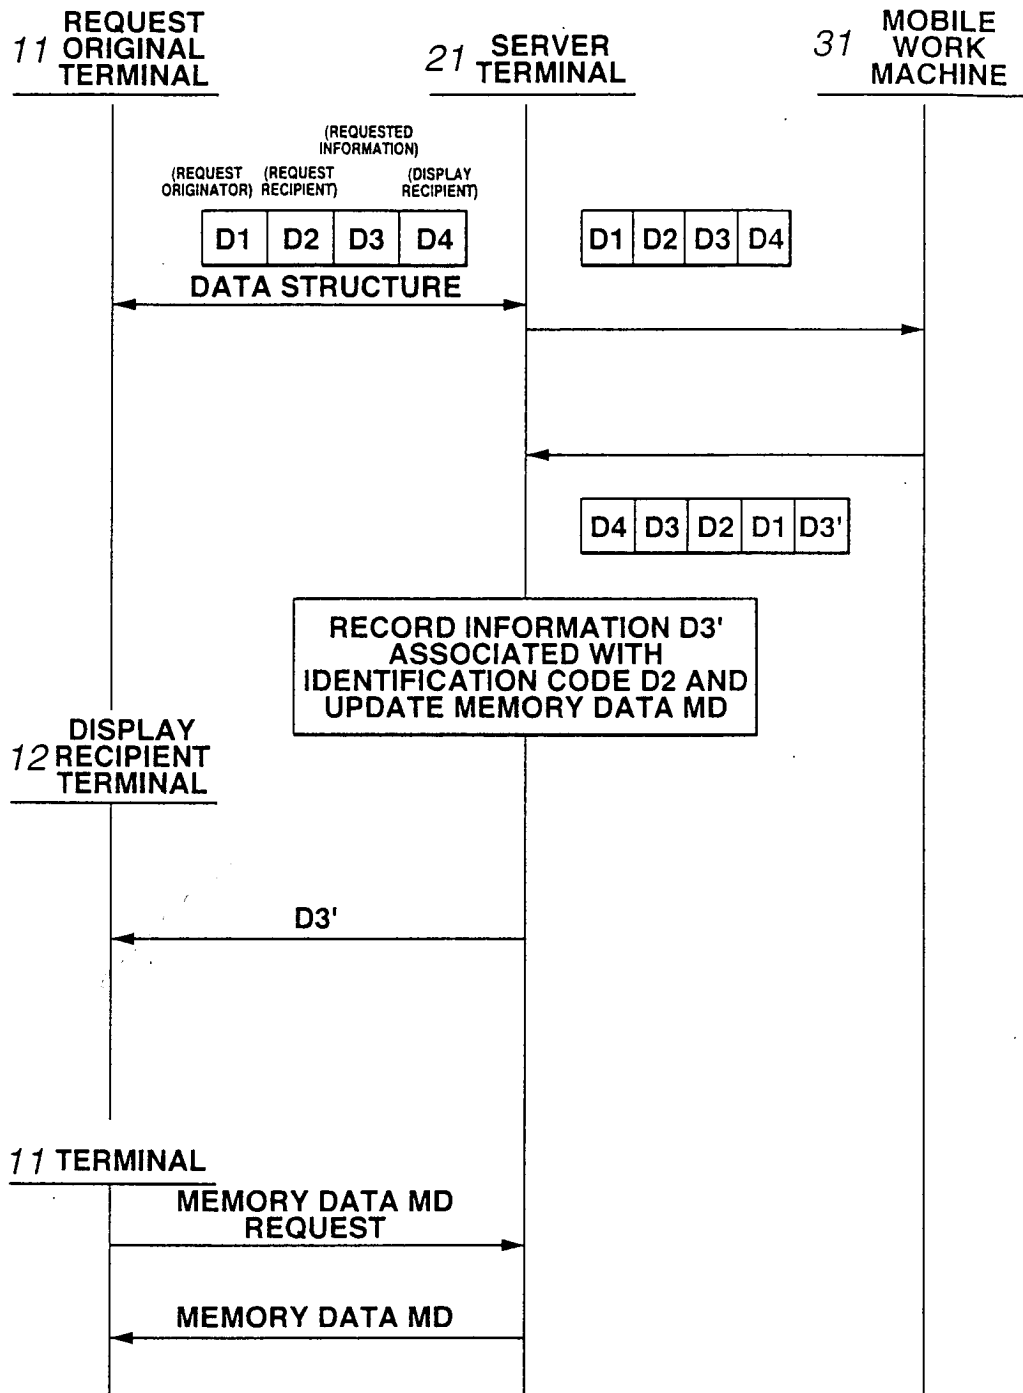 11 REQUEST
ORIGINAL
TERMINAL
21 SERVER
TERMINAL
31 MOBILE
WORK
MACHINE
(REQUESTED
INFORMATION)
(REQUEST
ORIGINATOR)
(REQUEST
RECIPIENT)
(DISPLAY
RECIPIENT)
D1 D2 D3 D4
D1 D2 D3 D4
DATA STRUCTURE
D4 D3 D2 D1 D3'
RECORD INFORMATION D3'
ASSOCIATED WITH
IDENTIFICATION CODE D2 AND
UPDATE MEMORY DATA MD
12 DISPLAY
RECIPIENT
TERMINAL
D3'
11 TERMINAL
MEMORY DATA MD
REQUEST
MEMORY DATA MD